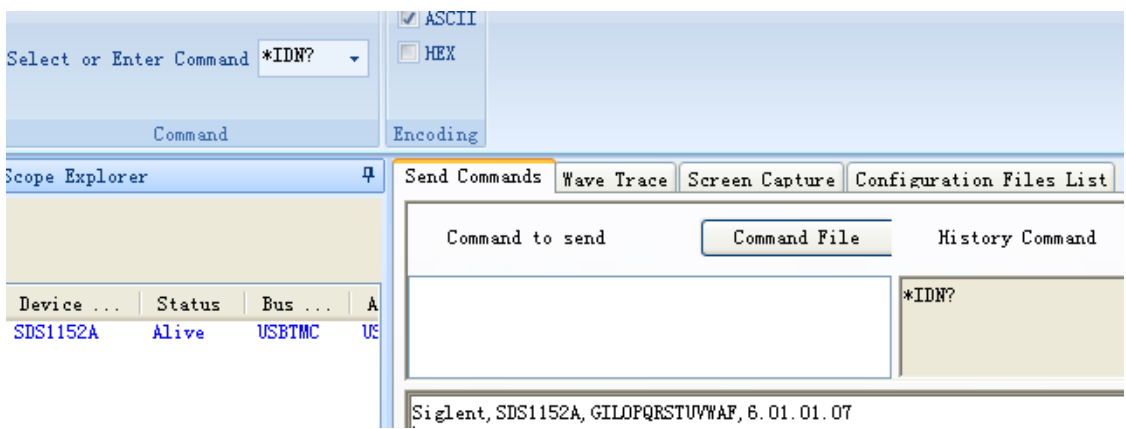 ASCII
Select or Enter Command *IDN?
HEX
Command
Encoding
Scope Explorer
Send Commands Wave Trace Screen Capture Configuration Files List
Command to send Command File History Command
*IDN?
Device ... Status Bus ... A
SDS1152A Alive USBTMC US
Siglent,SDS1152A,GILOPQRSTUVWAF,6.01.01.07